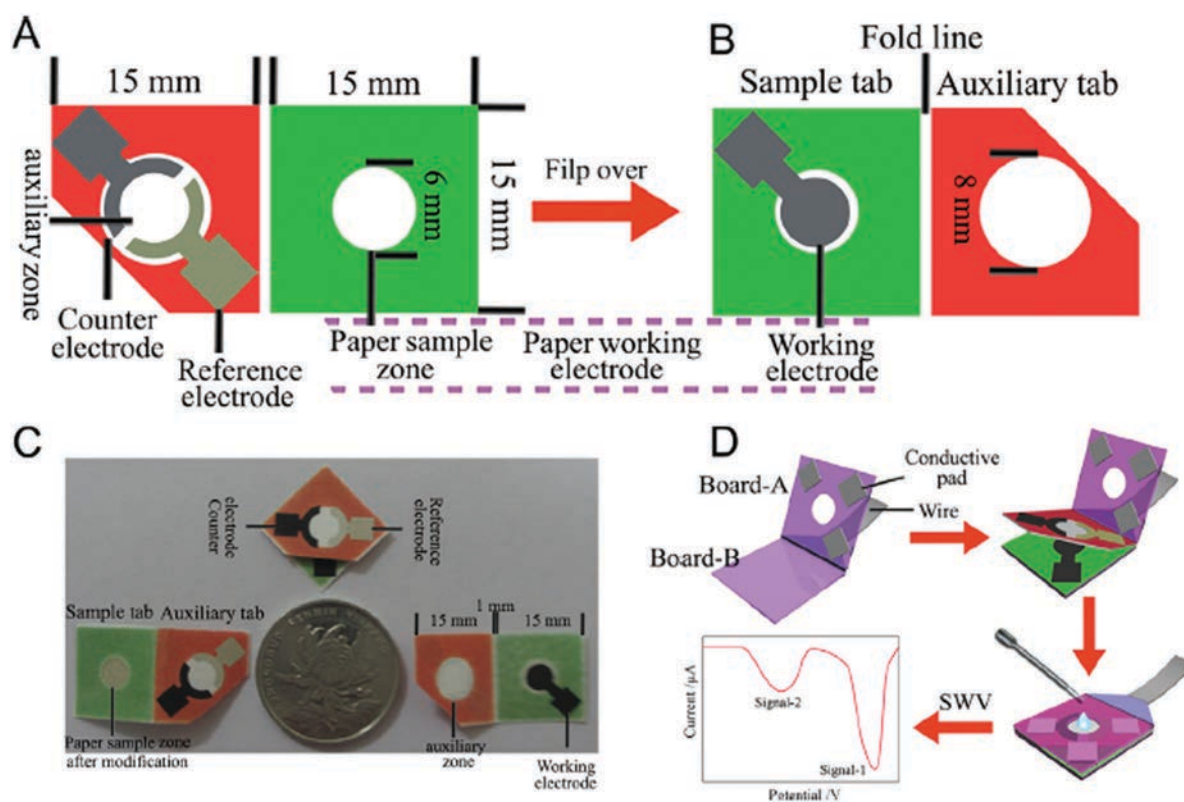 A
15 mm
15 mm
auxiliary
zone
6 mm
15 mm
Counter
electrode
Reference
electrode
Paper sample
zone
Filp over
Paper working
electrode
B
Fold line
Sample tab
Auxiliary tab
8 mm
Working
electrode
C
Counter
electrode
Reference
electrode
Sample tab
Auxiliary tab
1 mm
15 mm
15 mm
Paper sample zone
after modification
auxiliary
zone
Working
electrode
D
Board-A
Conductive
pad
Wire
Board-B
SWV
Current /μA
Signal-2
Signal-1
Potential /V